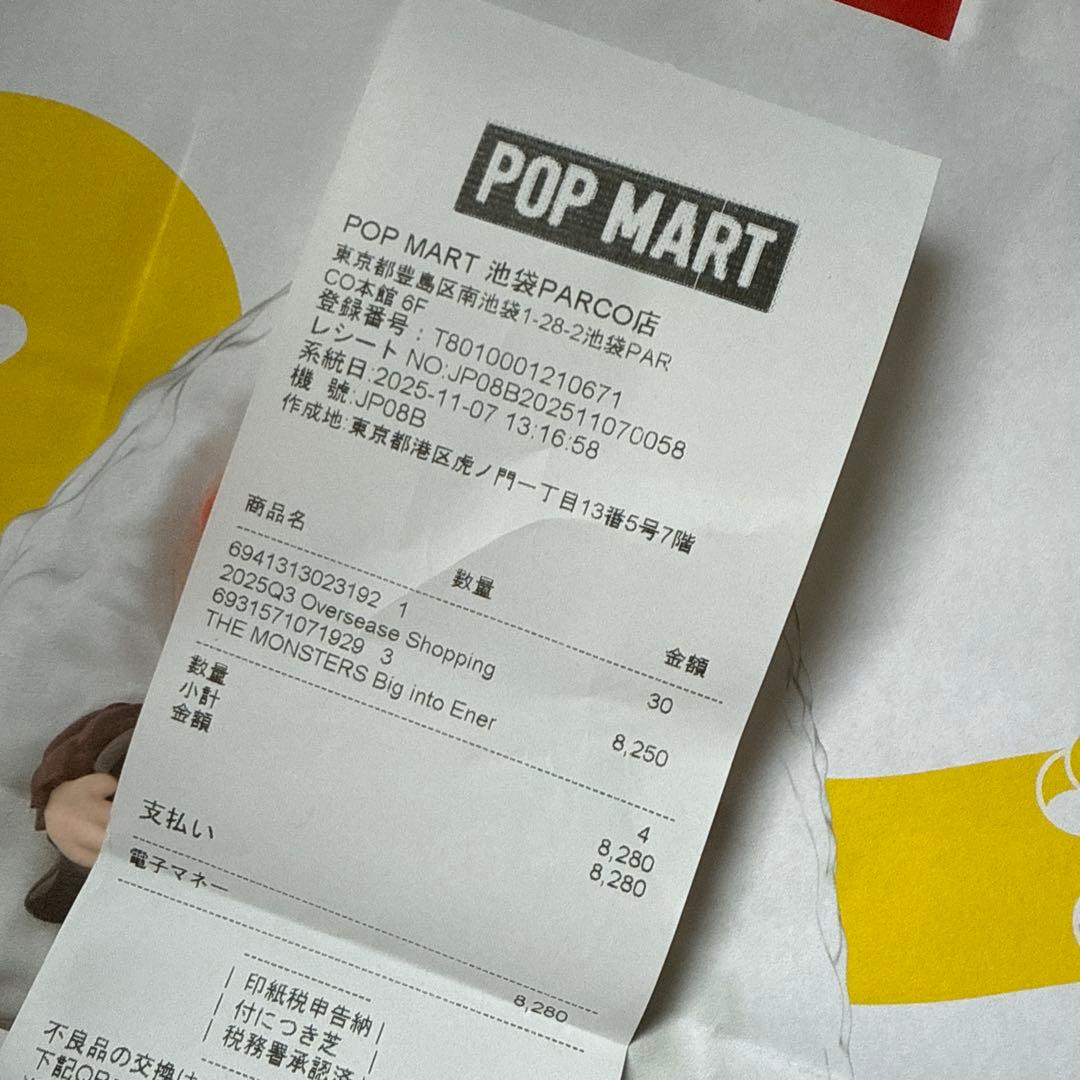 POP MART
POP MART 池袋PARCO店
東京都豊島区南池袋1-28-2池袋PAR
CO本館 6F
登録番号：T8010001210671
レシート NO:JP08B202511070058
系統日:2025-11-07 13:16:58
機 號:JP08B
作成地:東京都港区虎ノ門一丁目13番5号7階
商品名 数量 金額
6941313023192 1 30
2025Q3 Oversease Shopping
6931571071929 3 8,250
THE MONSTERS Big into Ener
数量 4
小計 8,280
金額 8,280
支払い
電子マネー 8,280
印紙税申告納
付につき芝
税務署承認済
不良品の交換は
下記QR